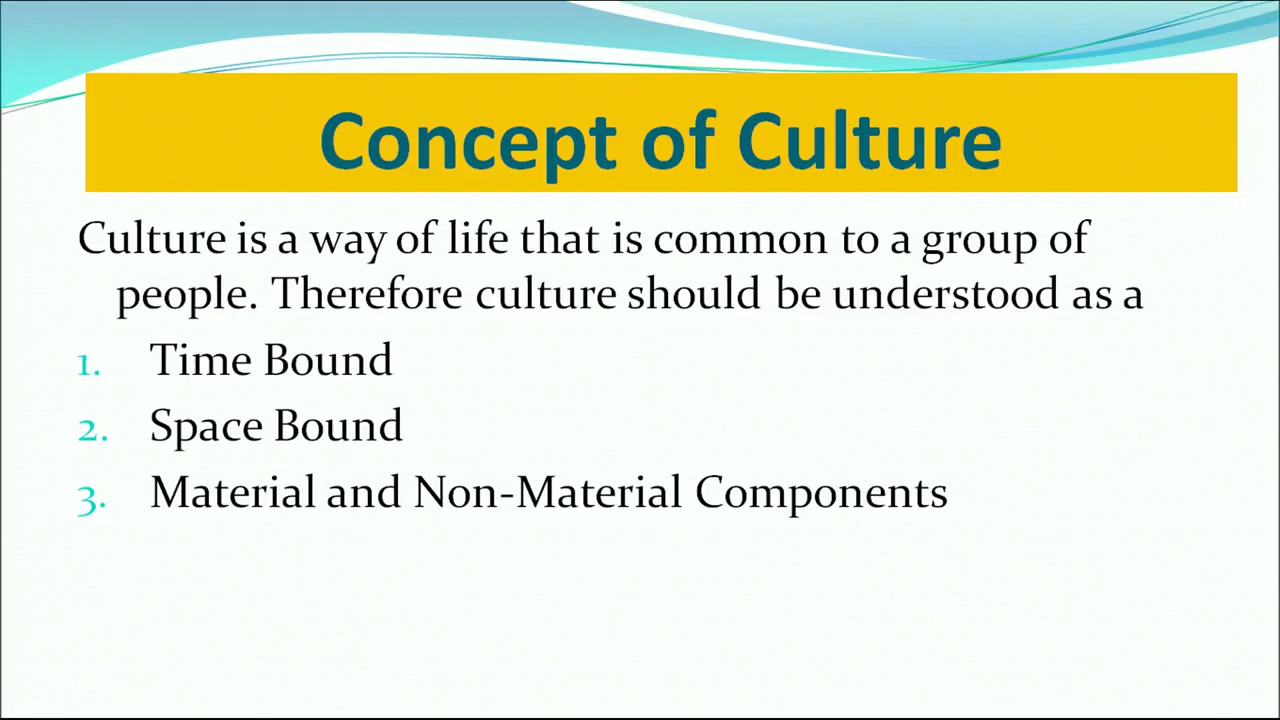 Concept of Culture
Culture is a way of life that is common to a group of
people. Therefore culture should be understood as a
1. Time Bound
2. Space Bound
3. Material and Non-Material Components